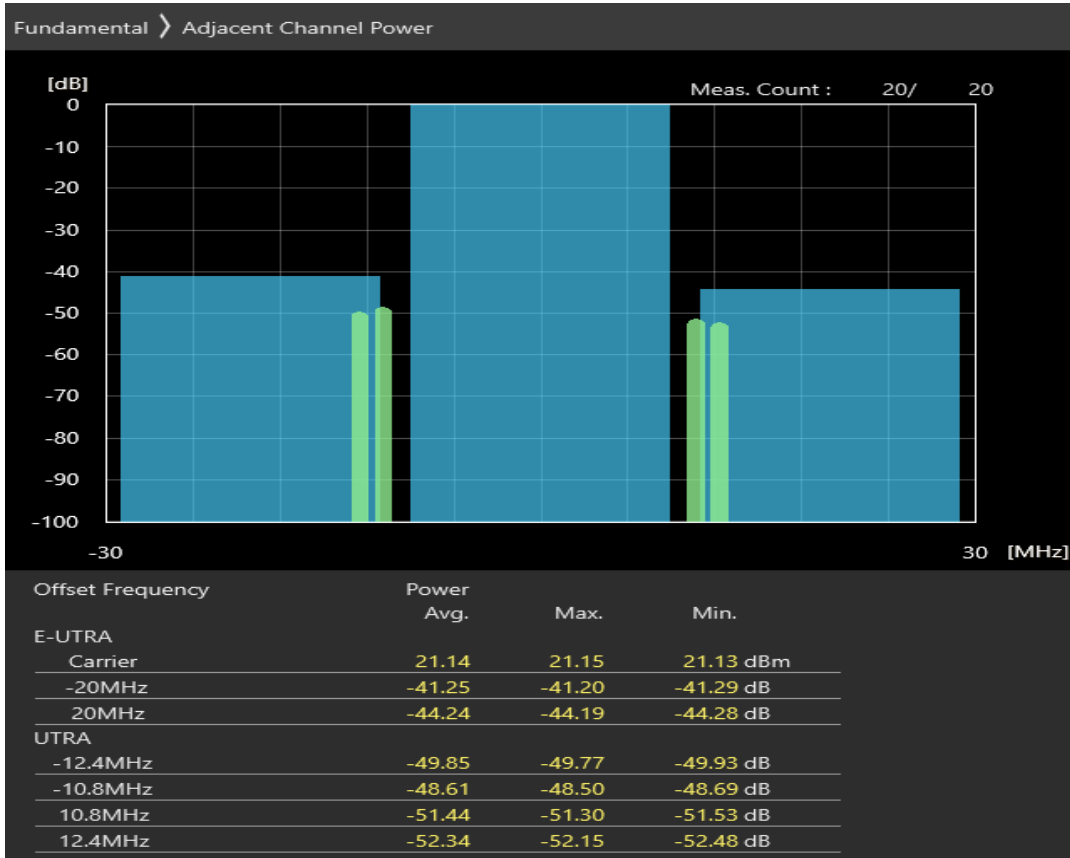 Fundamental ❯ Adjacent Channel Power
[dB]
Meas. Count : 20/ 20
0
-10
-20
-30
-40
-50
-60
-70
-80
-90
-100
-30 30 [MHz]
Offset Frequency Power
Avg. Max. Min.
E-UTRA
Carrier 21.14 21.15 21.13 dBm
-20MHz -41.25 -41.20 -41.29 dB
20MHz -44.24 -44.19 -44.28 dB
UTRA
-12.4MHz -49.85 -49.77 -49.93 dB
-10.8MHz -48.61 -48.50 -48.69 dB
10.8MHz -51.44 -51.30 -51.53 dB
12.4MHz -52.34 -52.15 -52.48 dB